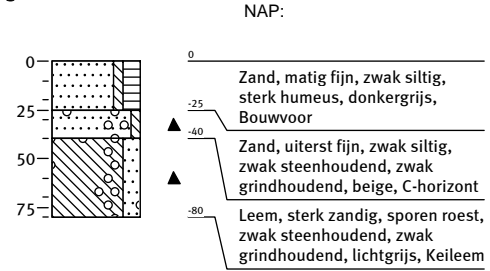 NAP:
0
0
Zand, matig fijn, zwak siltig,
sterk humeus, donkergrijs,
Bouwvoor
25
-25
-40
Zand, uiterst fijn, zwak siltig,
zwak steenhoudend, zwak
grindhoudend, beige, C-horizont
50
75
-80
Leem, sterk zandig, sporen roest,
zwak steenhoudend, zwak
grindhoudend, lichtgrijs, Keileem